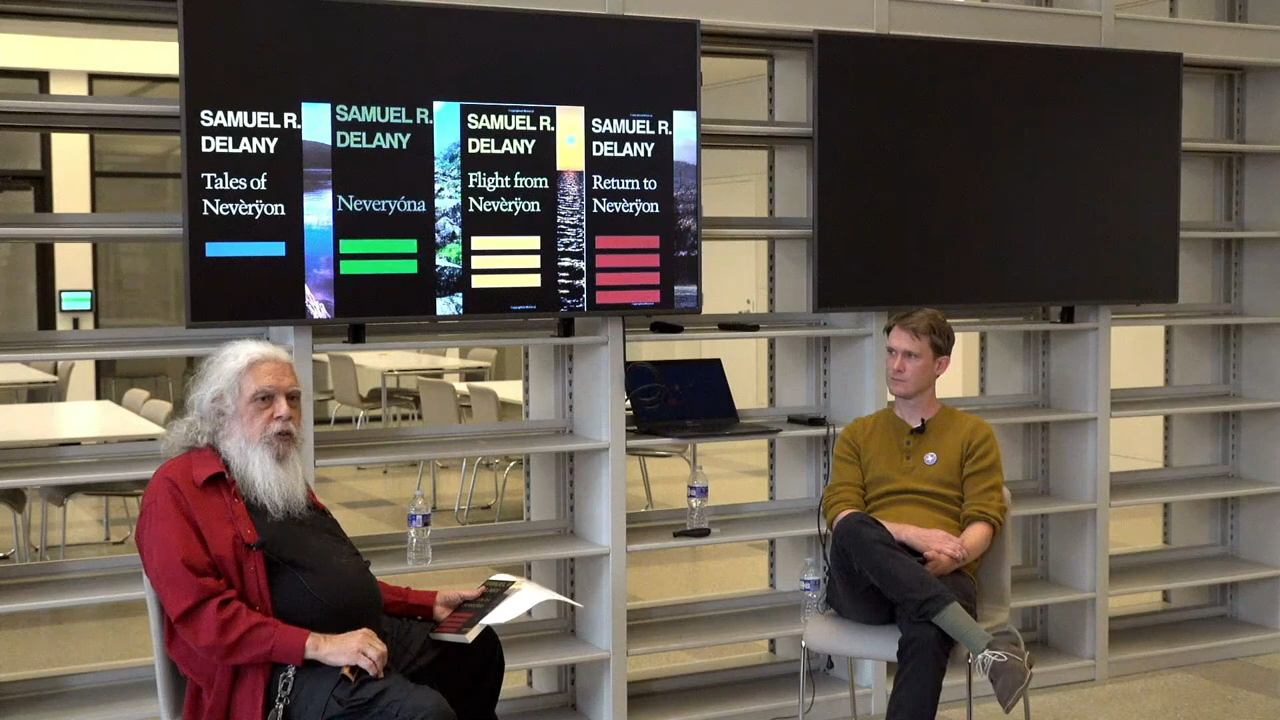 SAMUEL R.
DELANY
Tales of
Nevèrÿon
SAMUEL R.
DELANY
Neveryóna
SAMUEL R.
DELANY
Flight from
Nevèrÿon
SAMUEL R.
DELANY
Return to
Nevèrÿon